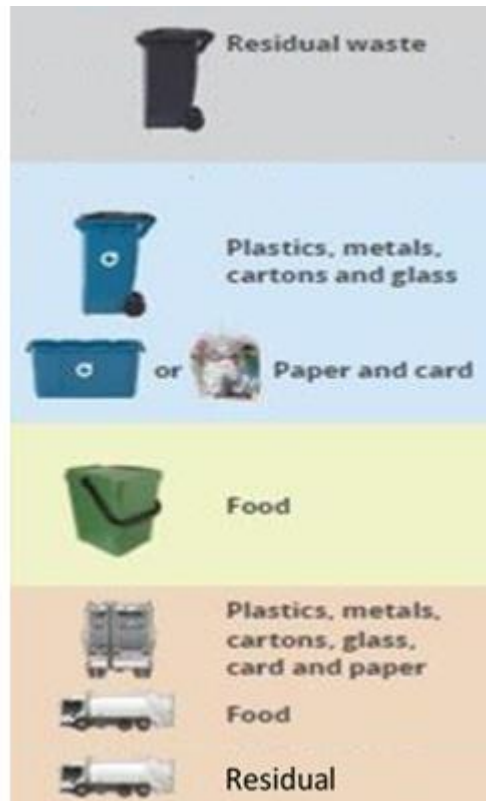 Residual waste
Plastics, metals,
cartons and glass
or Paper and card
Food
Plastics, metals,
cartons, glass,
card and paper
Food
Residual